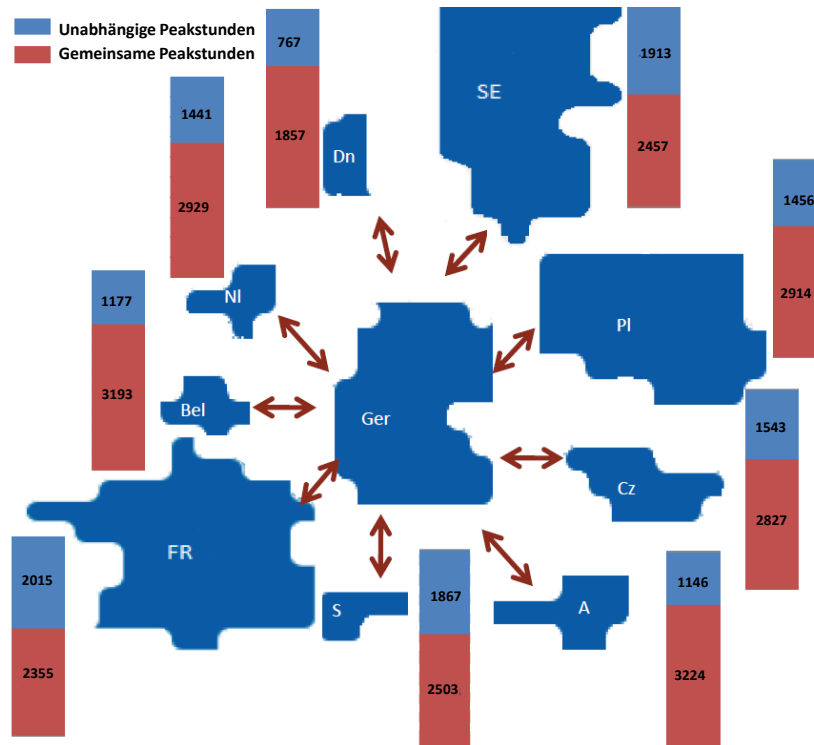 Unabhängige Peakstunden
Gemeinsame Peakstunden
767
1857
Dn
SE
1913
2457
1441
2929
Nl
1456
2914
Pl
1177
3193
Bel
Ger
1543
2827
Cz
FR
2015
2355
S
1867
2503
A
1146
3224